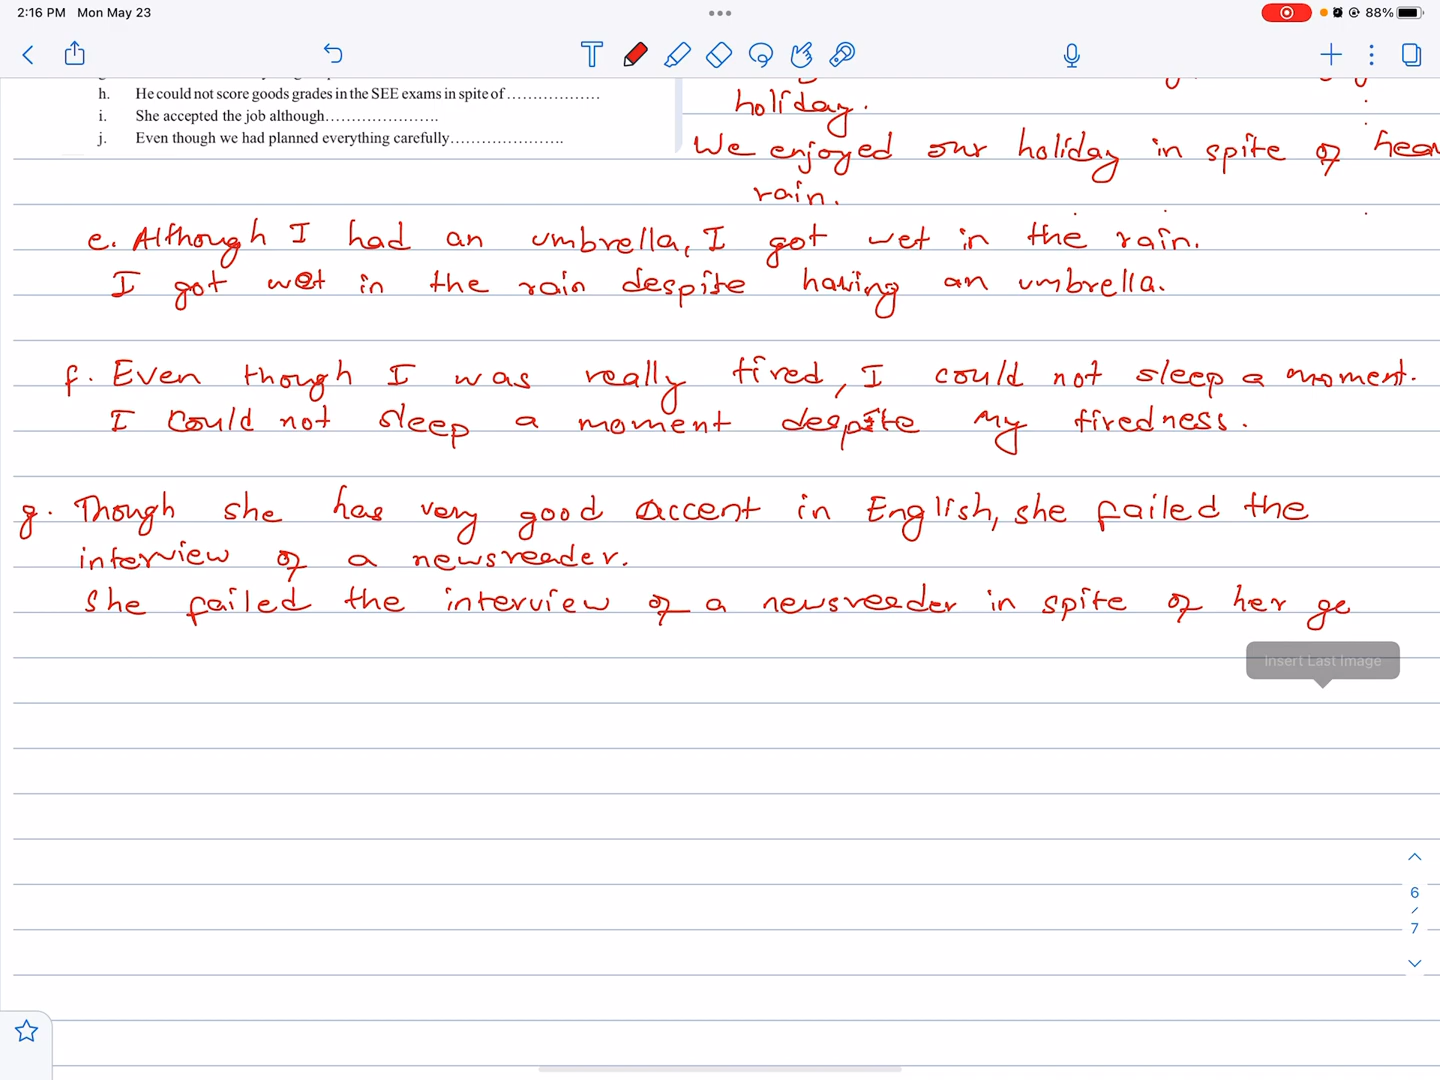 2:16 PM Mon May 23
88%
h. He could not score goods grades in the SEE exams in spite of..................
i. She accepted the job although.....................
j. Even though we had planned everything carefully.....................
holiday.
We enjoyed our holiday in spite of heav
rain.
e. Although I had an umbrella, I got wet in the rain.
I got wet in the rain despite having an umbrella.
f. Even though I was really tired, I could not sleep a moment.
I could not sleep a moment despite my tiredness.
g. Though she has very good accent in English, she failed the
interview of a newsreader.
She failed the interview of a newsreeder in spite of her go
Insert Last Image
6
/
7